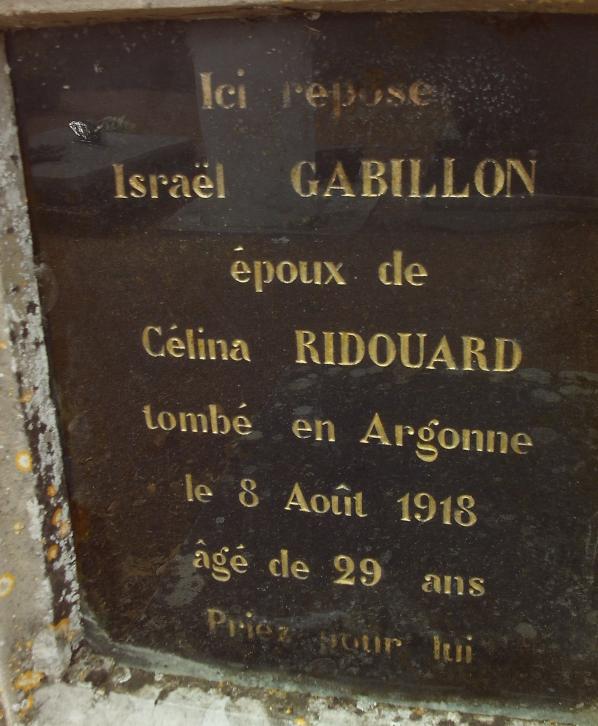 Ici repose
Israël GABILLON
époux de
Célina RIDOUARD
tombé en Argonne
le 8 Août 1918
âgé de 29 ans
Priez pour lui